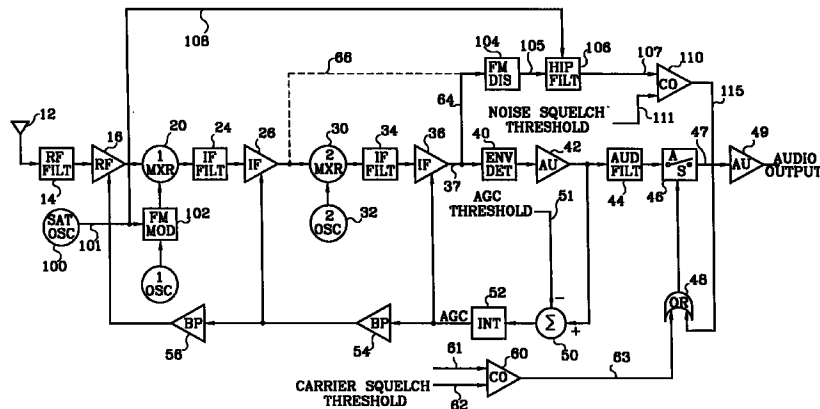 108
104
105
106
107
110
FM
DIS
HIP
FILT
CO
12
66
64
115
NOISE SQUELCH
THRESHOLD
111
16
20
24
26
30
34
36
40
42
47
49
RF
FILT
RF
1
MXR
IF
FILT
IF
2
MXR
IF
FILT
IF
ENV
DET
AU
AUD
FILT
A
S
AU
AUDIO
OUTPUT
14
37
44
46
AGC
THRESHOLD
51
SAT
OSC
101
FM
MOD
102
2
OSC
32
100
1
OSC
52
48
BP
BP
AGC
INT
Σ
−
+
OR
56
54
50
61
60
63
CO
CARRIER SQUELCH
THRESHOLD
62